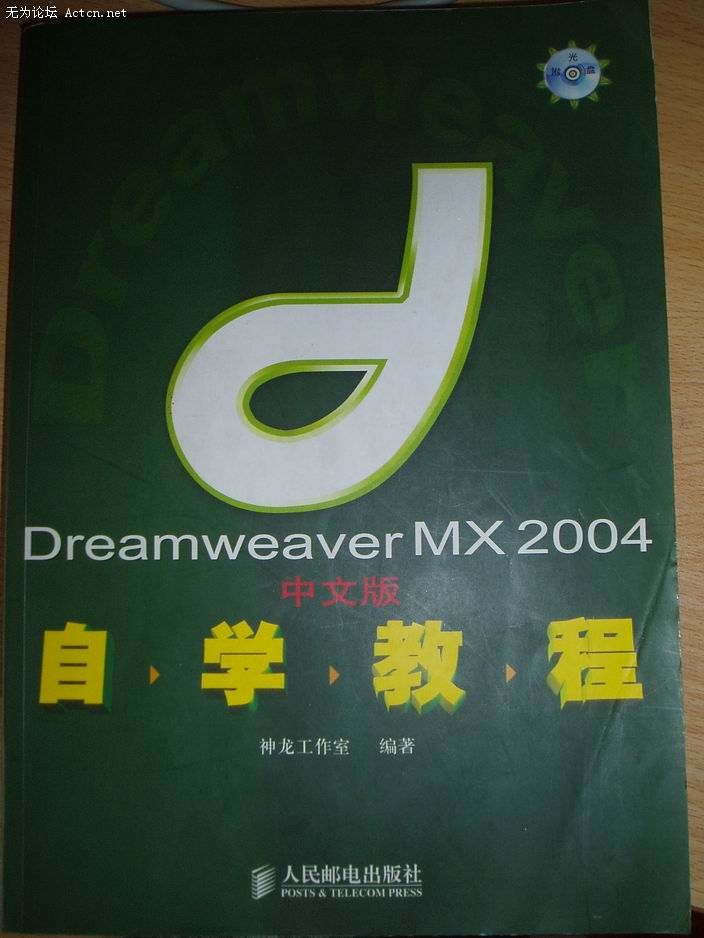 无为论坛 Actcn.net
附光盘
Dreamweaver
Dreamweaver MX 2004
中文版
自学教程
神龙工作室 编著
人民邮电出版社
POSTS & TELECOM PRESS